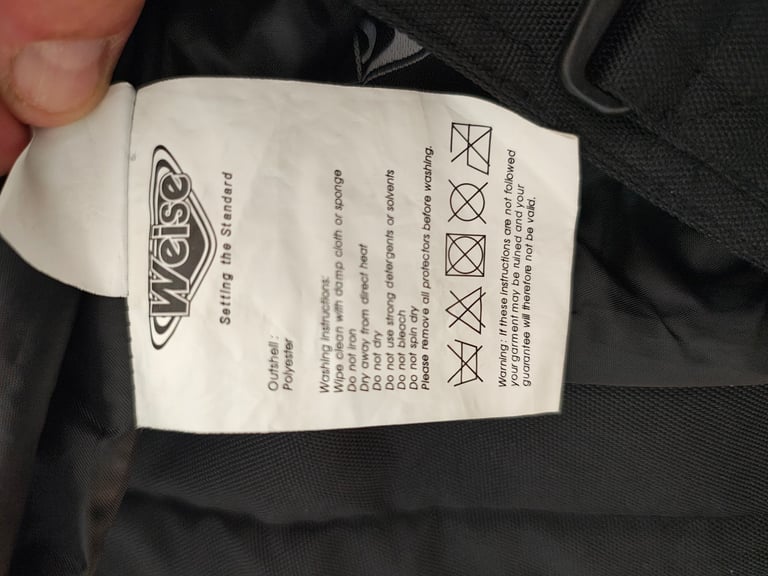 Weise
Setting the Standard
Outshell :
Polyester
Washing instructions:
Wipe clean with damp cloth or sponge
Do not iron
Dry away from direct heat
Do not dry
Do not use strong detergents or solvents
Do not bleach
Do not spin dry
Please remove all protectors before washing.
Warning : If these instructions are not followed
your garment may be ruined and your
guarantee will therefore not be valid.